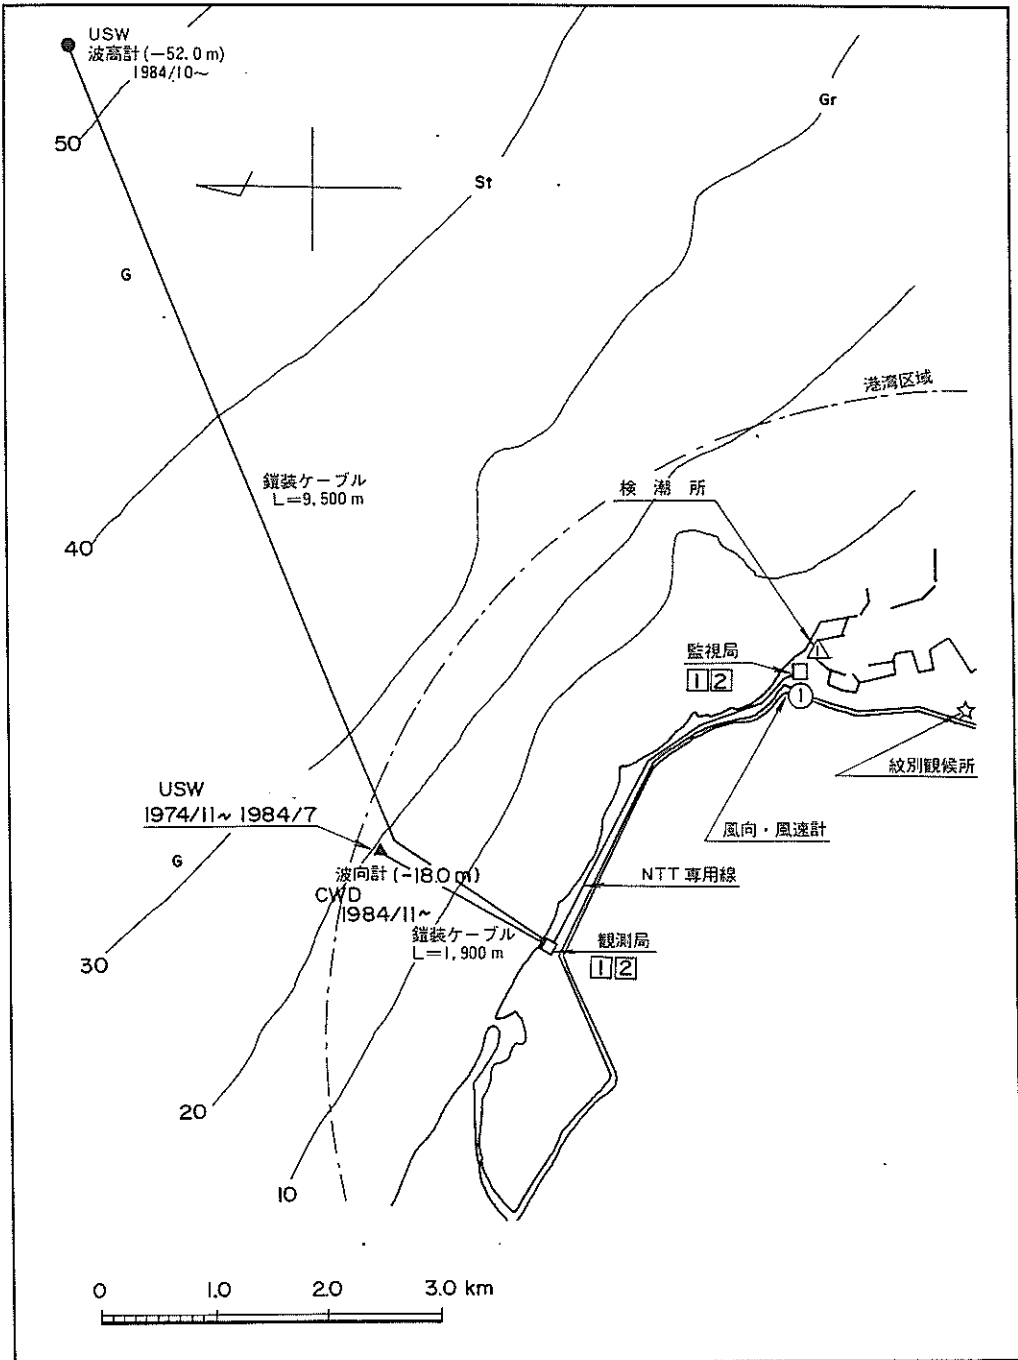 USW
波高計 (−52.0 m)
1984/10～
50
St
Gr
G
港湾区域
鎧装ケーブル
L=9,500 m
検 潮 所
40
1
監視局
1 2
1
紋別観候所
USW
1974/11～ 1984/7
風向・風速計
G
波向計 (−18.0 m)
NTT 専用線
CWD
1984/11～
鎧装ケーブル
L=1,900 m
観測局
1 2
30
20
10
0 1.0 2.0 3.0 km